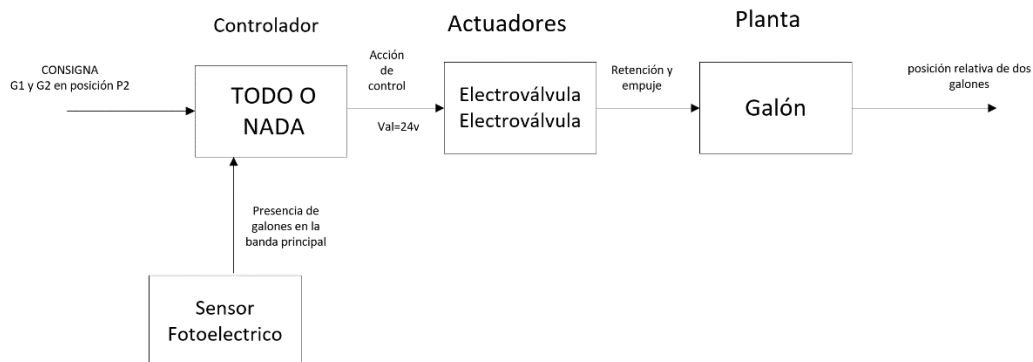 Controlador
Actuadores
Planta
CONSIGNA
G1 y G2 en posición P2
TODO O
NADA
Acción
de
control
Val=24v
Electroválvula
Electroválvula
Retención y
empuje
Galón
posición relativa de dos
galones
Presencia de
galones en la
banda principal
Sensor
Fotoelectrico